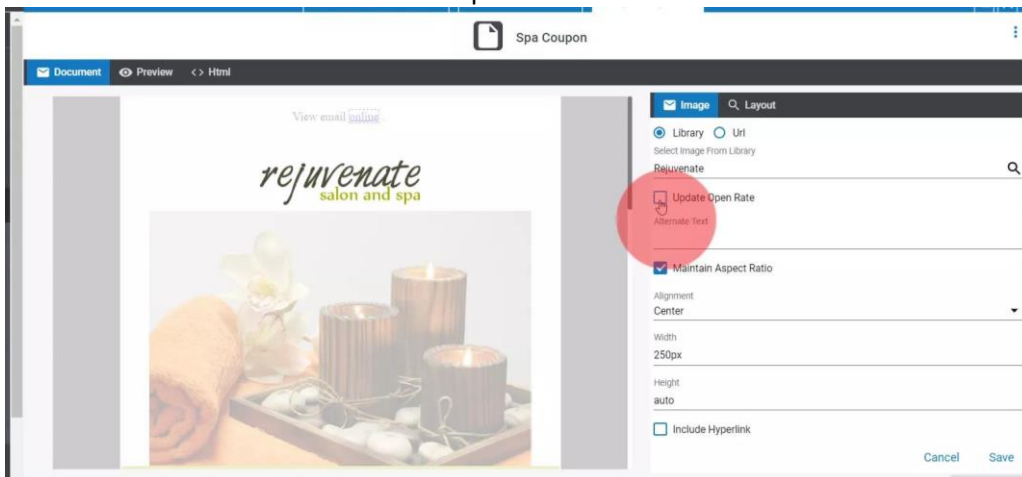 Spa Coupon
Document Preview <> Html
View email online .
rejuvenate
salon and spa
Image Layout
Library Url
Select Image From Library
Rejuvenate
Update Open Rate
Alternate Text
Maintain Aspect Ratio
Alignment
Center
Width
250px
Height
auto
Include Hyperlink
Cancel Save